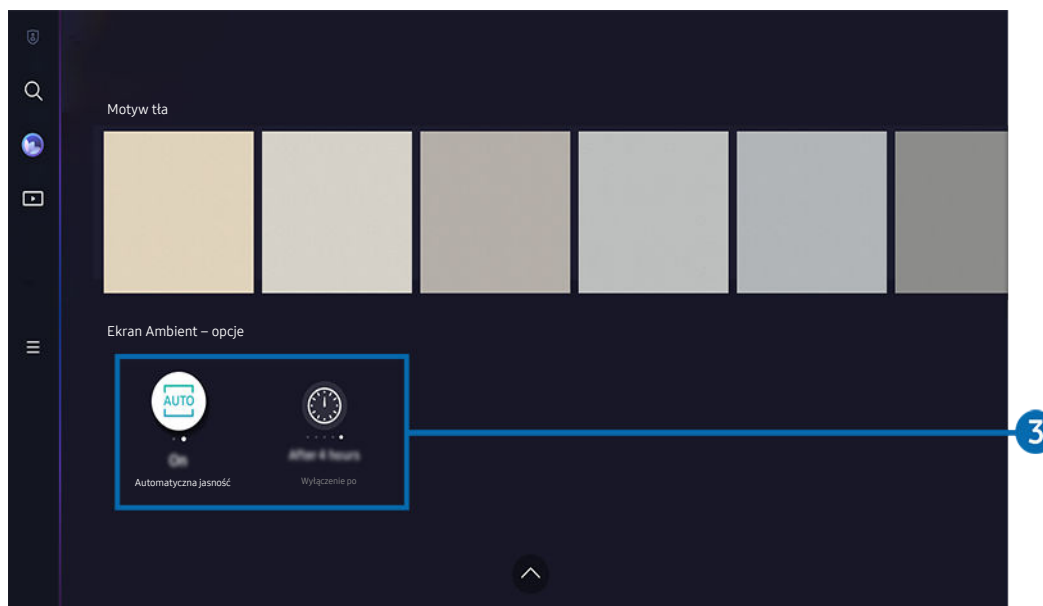 Motyw tła
Ekran Ambient – opcje
AUTO
On
After 4 hours
Automatyczna jasność
Wyłączenie po
3